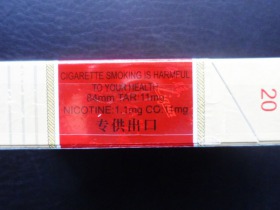 CIGARETTE SMOKING IS HARMFUL
TO YOU HEALTH
84mm TAR:11mg
NICOTINE:1.1mg CO:11mg
专供出口
20